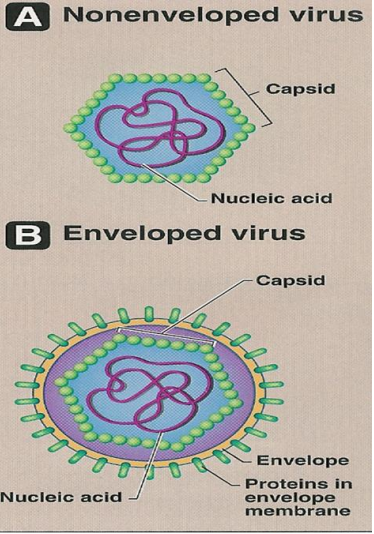 A Nonenveloped virus
Capsid
Nucleic acid
B Enveloped virus
Capsid
Envelope
Nucleic acid
Proteins in
envelope
membrane